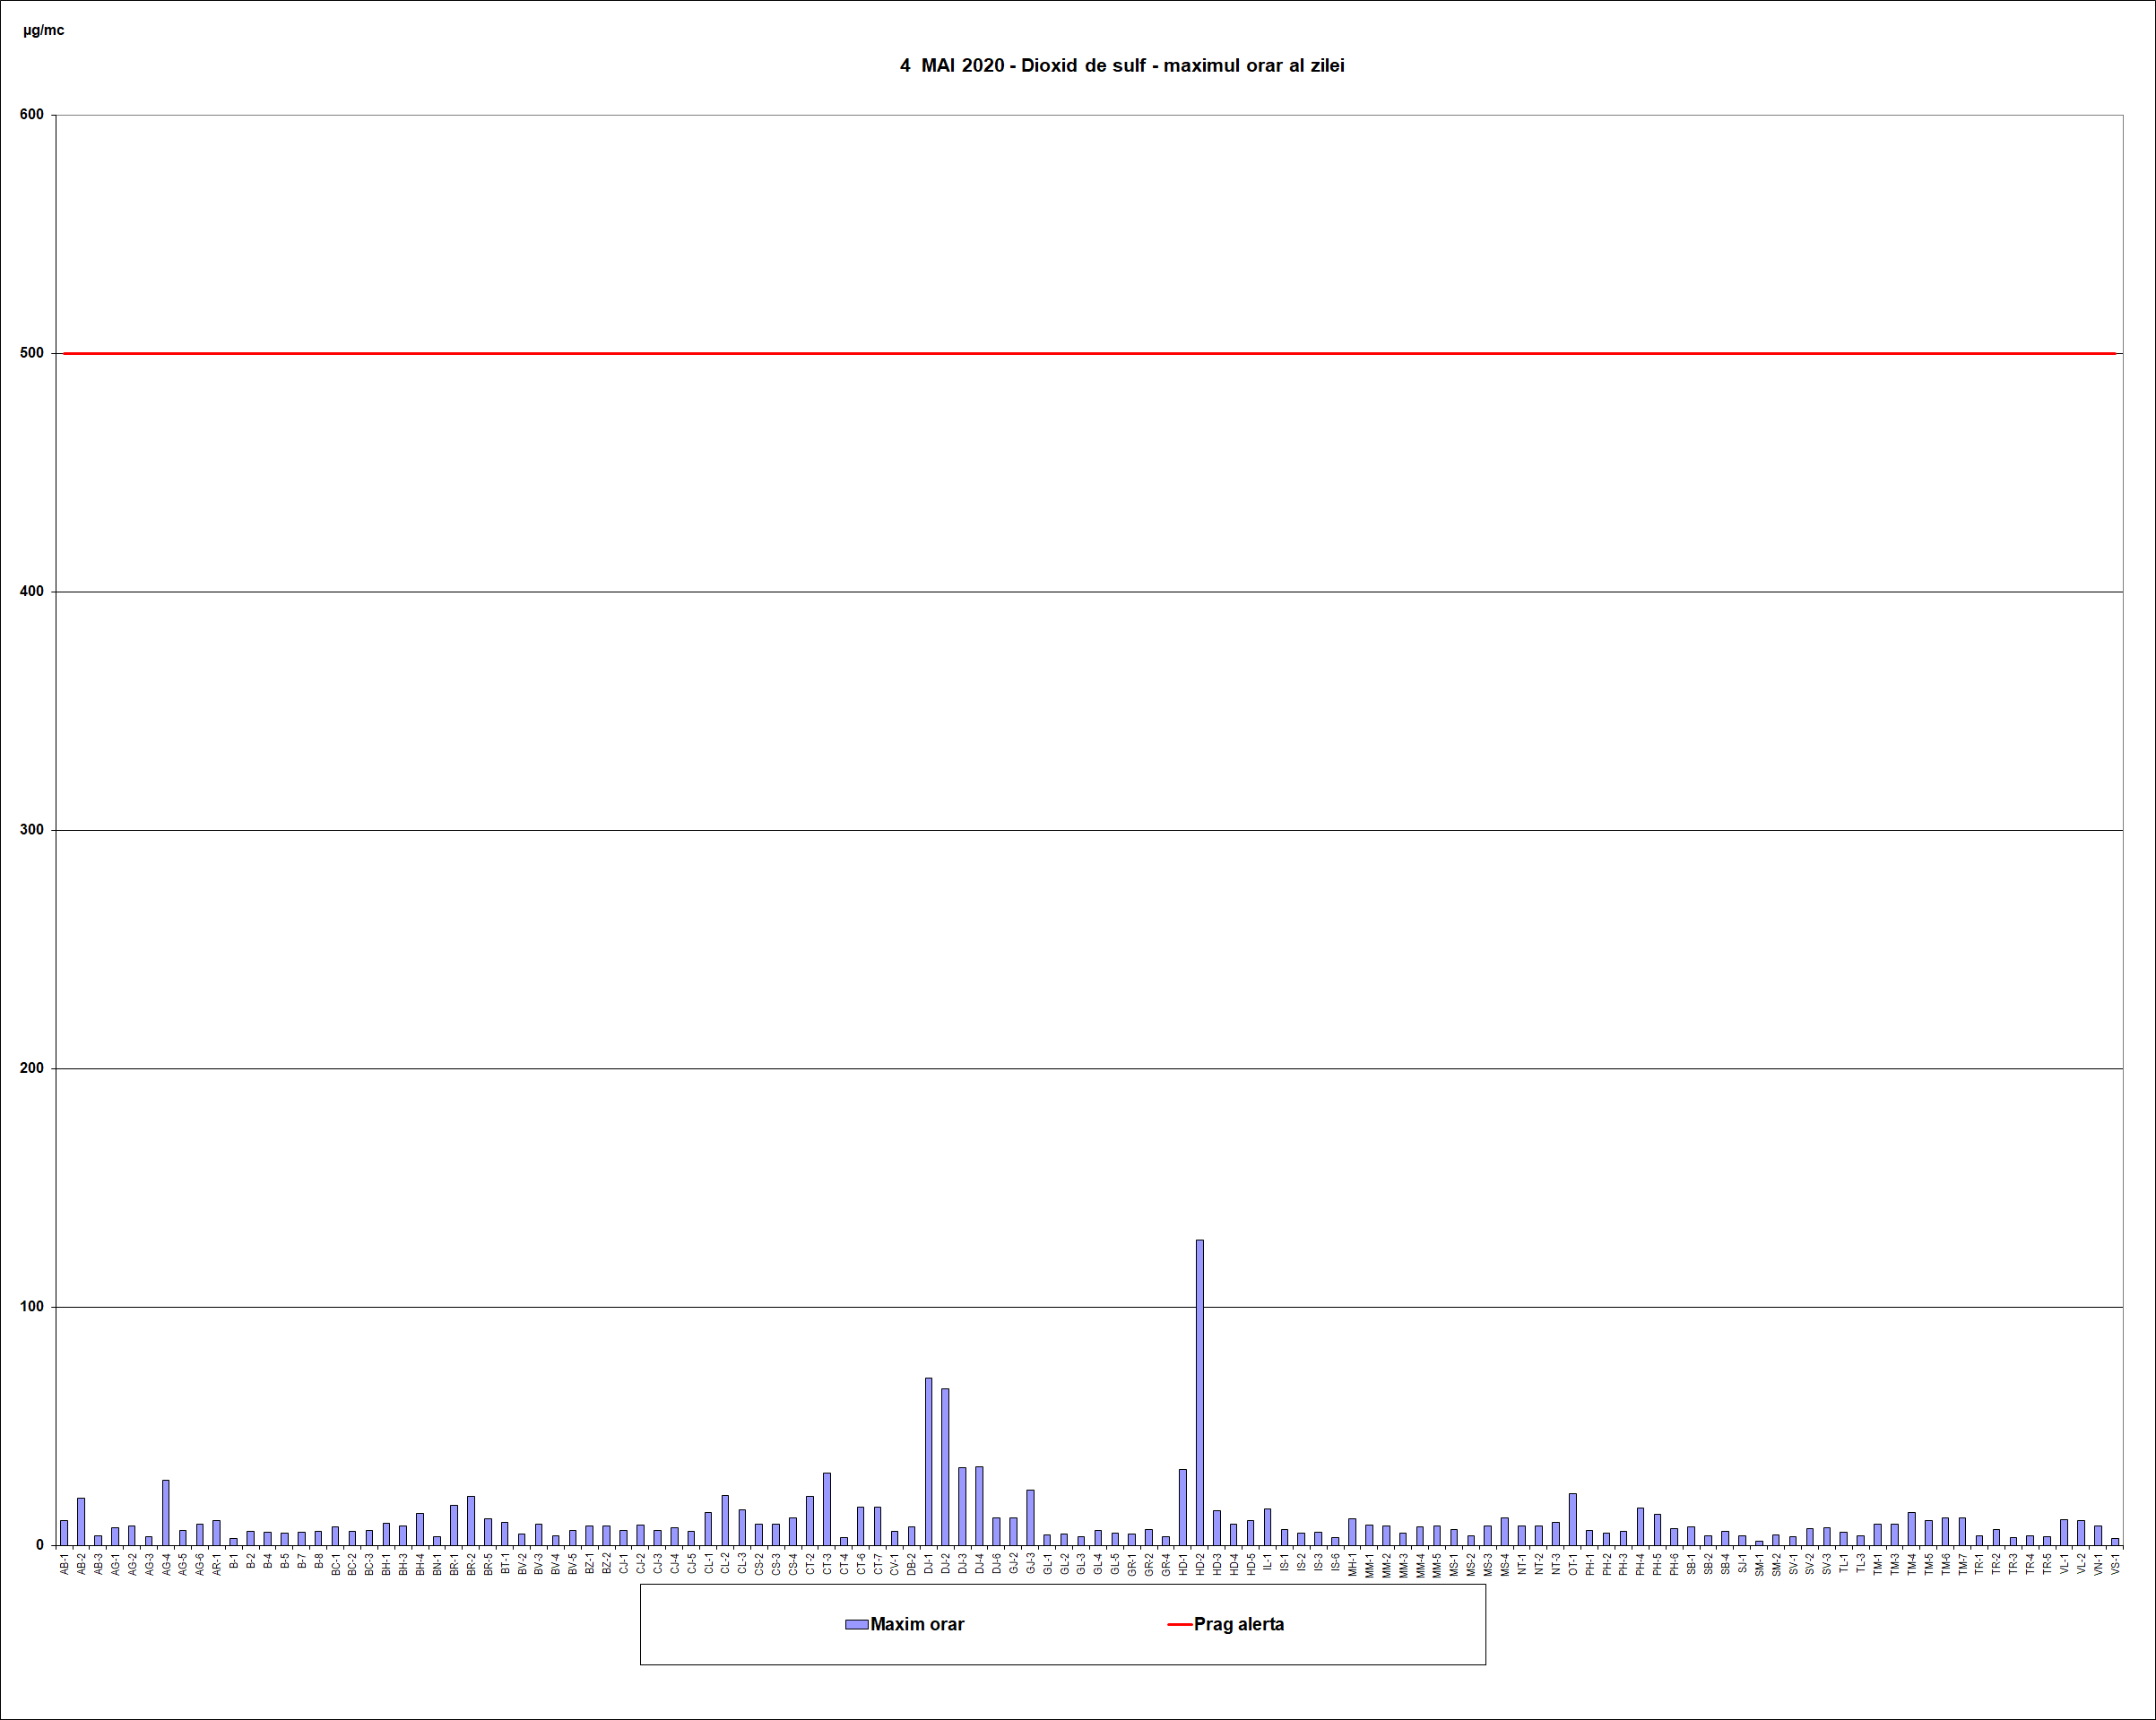 µg/mc
4 MAI 2020 - Dioxid de sulf - maximul orar al zilei
600
500
400
300
200
100
0
AB-1 AB-2 AB-3 AG-1 AG-2 AG-3 AG-4 AG-5 AG-6 AR-1 B-1 B-2 B-4 B-5 B-7 B-8 BC-1 BC-2 BC-3 BH-1 BH-3 BH-4 BN-1 BR-1 BR-2 BR-5 BT-1 BV-2 BV-3 BV-4 BV-5 BZ-1 BZ-2 CJ-1 CJ-2 CJ-3 CJ-4 CJ-5 CL-1 CL-2 CL-3 CS-2 CS-3 CS-4 CT-2 CT-3 CT-4 CT-6 CT-7 CV-1 DB-2 DJ-1 DJ-2 DJ-3 DJ-4 DJ-6 GJ-2 GJ-3 GL-1 GL-2 GL-3 GL-4 GL-5 GR-1 GR-2 GR-4 HD-1 HD-2 HD-3 HD-4 HD-5 IL-1 IS-1 IS-2 IS-3 IS-6 MH-1 MM-1 MM-2 MM-3 MM-4 MM-5 MS-1 MS-2 MS-3 MS-4 NT-1 NT-2 NT-3 OT-1 PH-1 PH-2 PH-3 PH-4 PH-5 PH-6 SB-1 SB-2 SB-4 SJ-1 SM-1 SM-2 SV-1 SV-2 SV-3 TL-1 TL-3 TM-1 TM-3 TM-4 TM-5 TM-6 TM-7 TR-1 TR-2 TR-3 TR-4 TR-5 VL-1 VL-2 VN-1 VS-1
Maxim orar Prag alerta